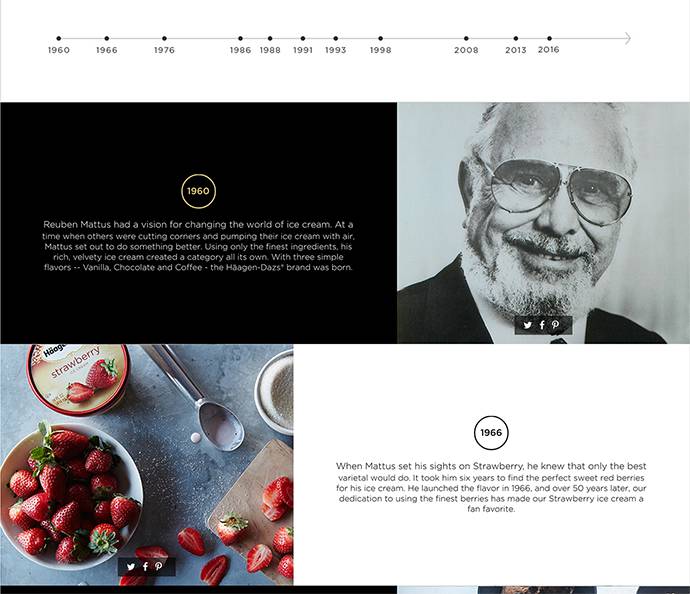 1960 1966 1976 1986 1988 1991 1993 1998 2008 2013 2016
1960
Reuben Mattus had a vision for changing the world of ice cream. At a
time when others were cutting corners and pumping their ice cream with air,
Mattus set out to do something better. Using only the finest ingredients, his
rich, velvety ice cream created a category all its own. With three simple
flavors -- Vanilla, Chocolate and Coffee - the Häagen-Dazs® brand was born.
strawberry
ICE CREAM
1966
When Mattus set his sights on Strawberry, he knew that only the best
varietal would do. It took him six years to find the perfect sweet red berries
for his ice cream. He launched the flavor in 1966, and over 50 years later, our
dedication to using the finest berries has made our Strawberry ice cream a
fan favorite.